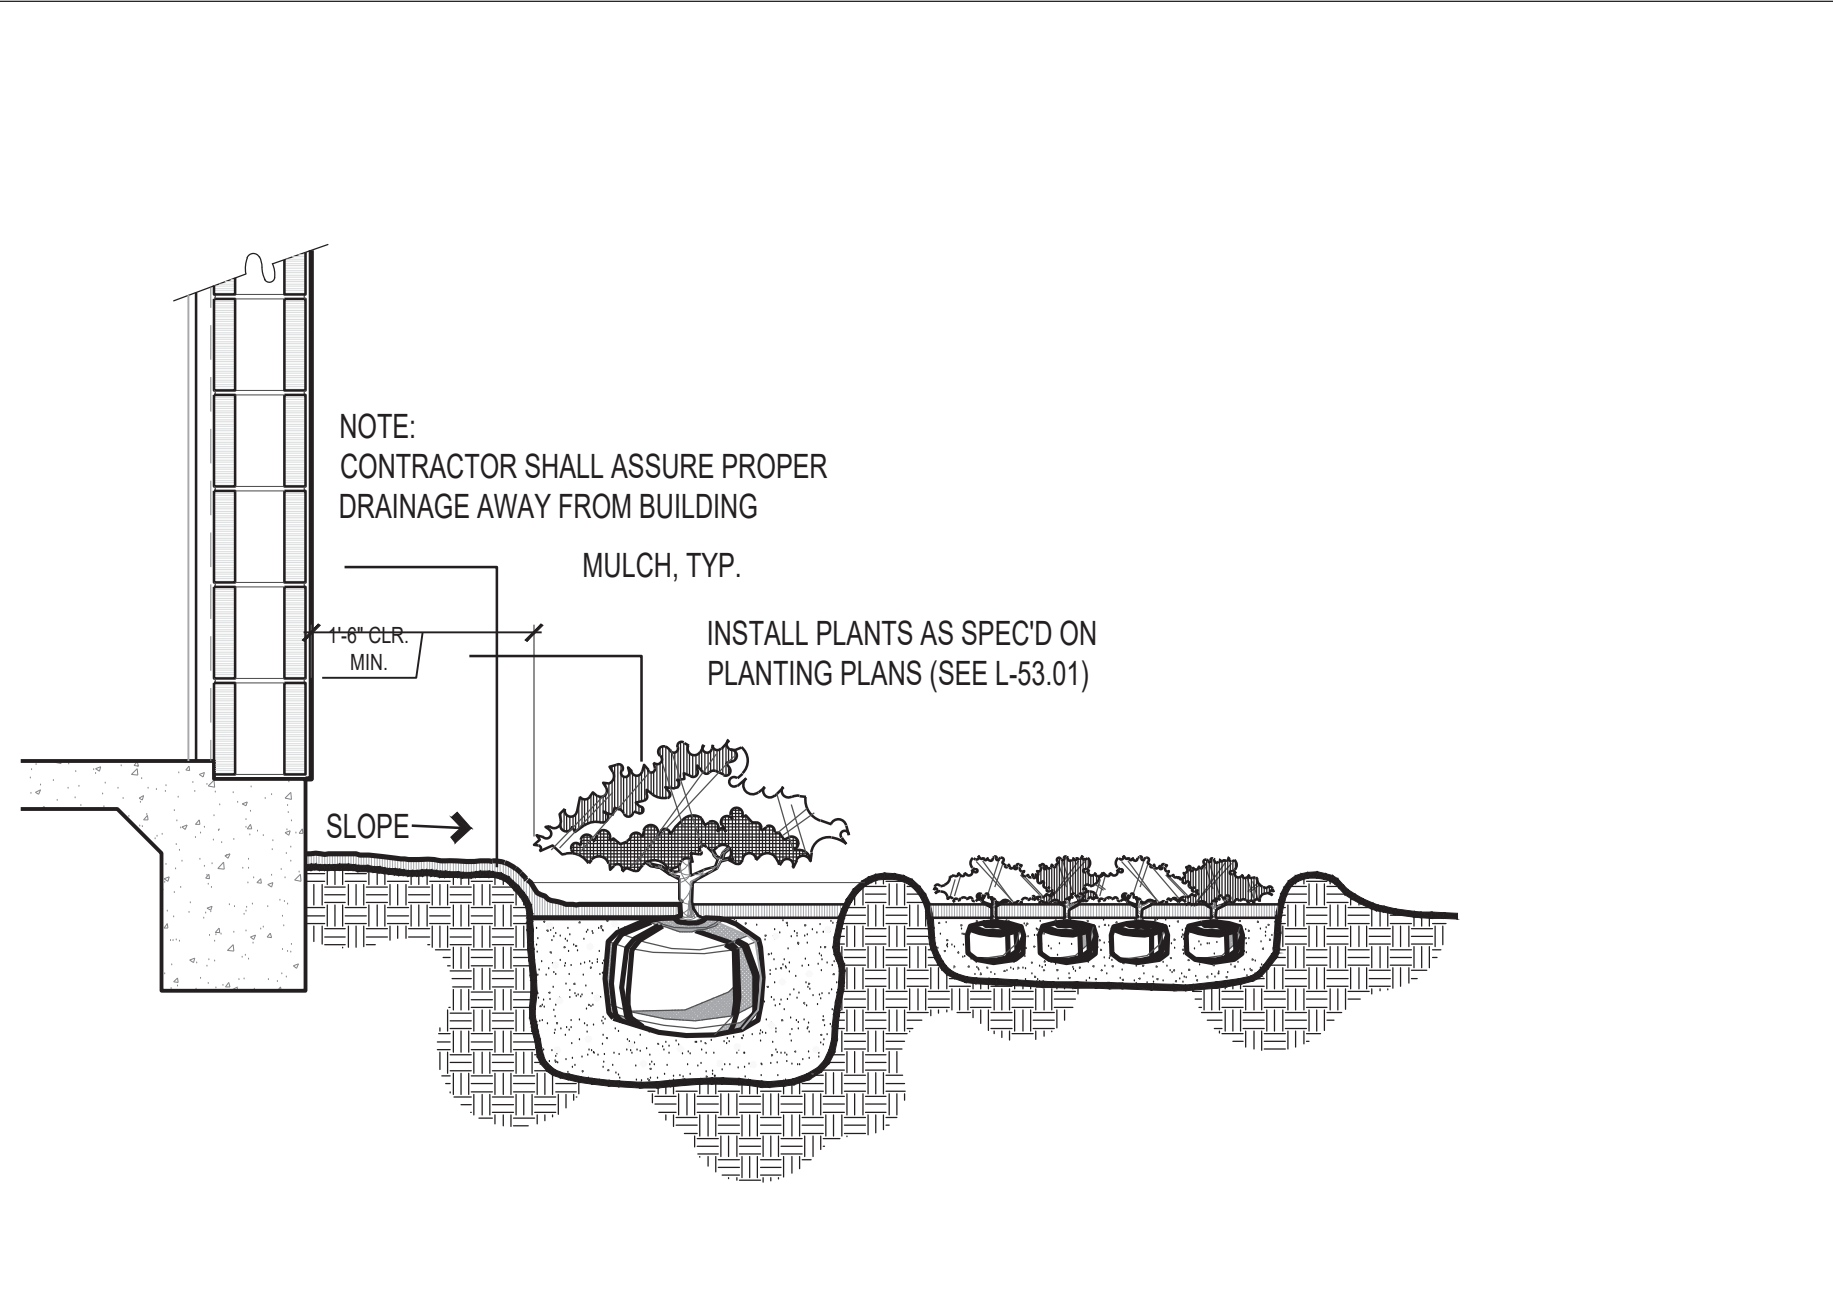 NOTE:
CONTRACTOR SHALL ASSURE PROPER
DRAINAGE AWAY FROM BUILDING
MULCH, TYP.
1'-6" CLR.
MIN.
INSTALL PLANTS AS SPEC'D ON
PLANTING PLANS (SEE L-53.01)
SLOPE